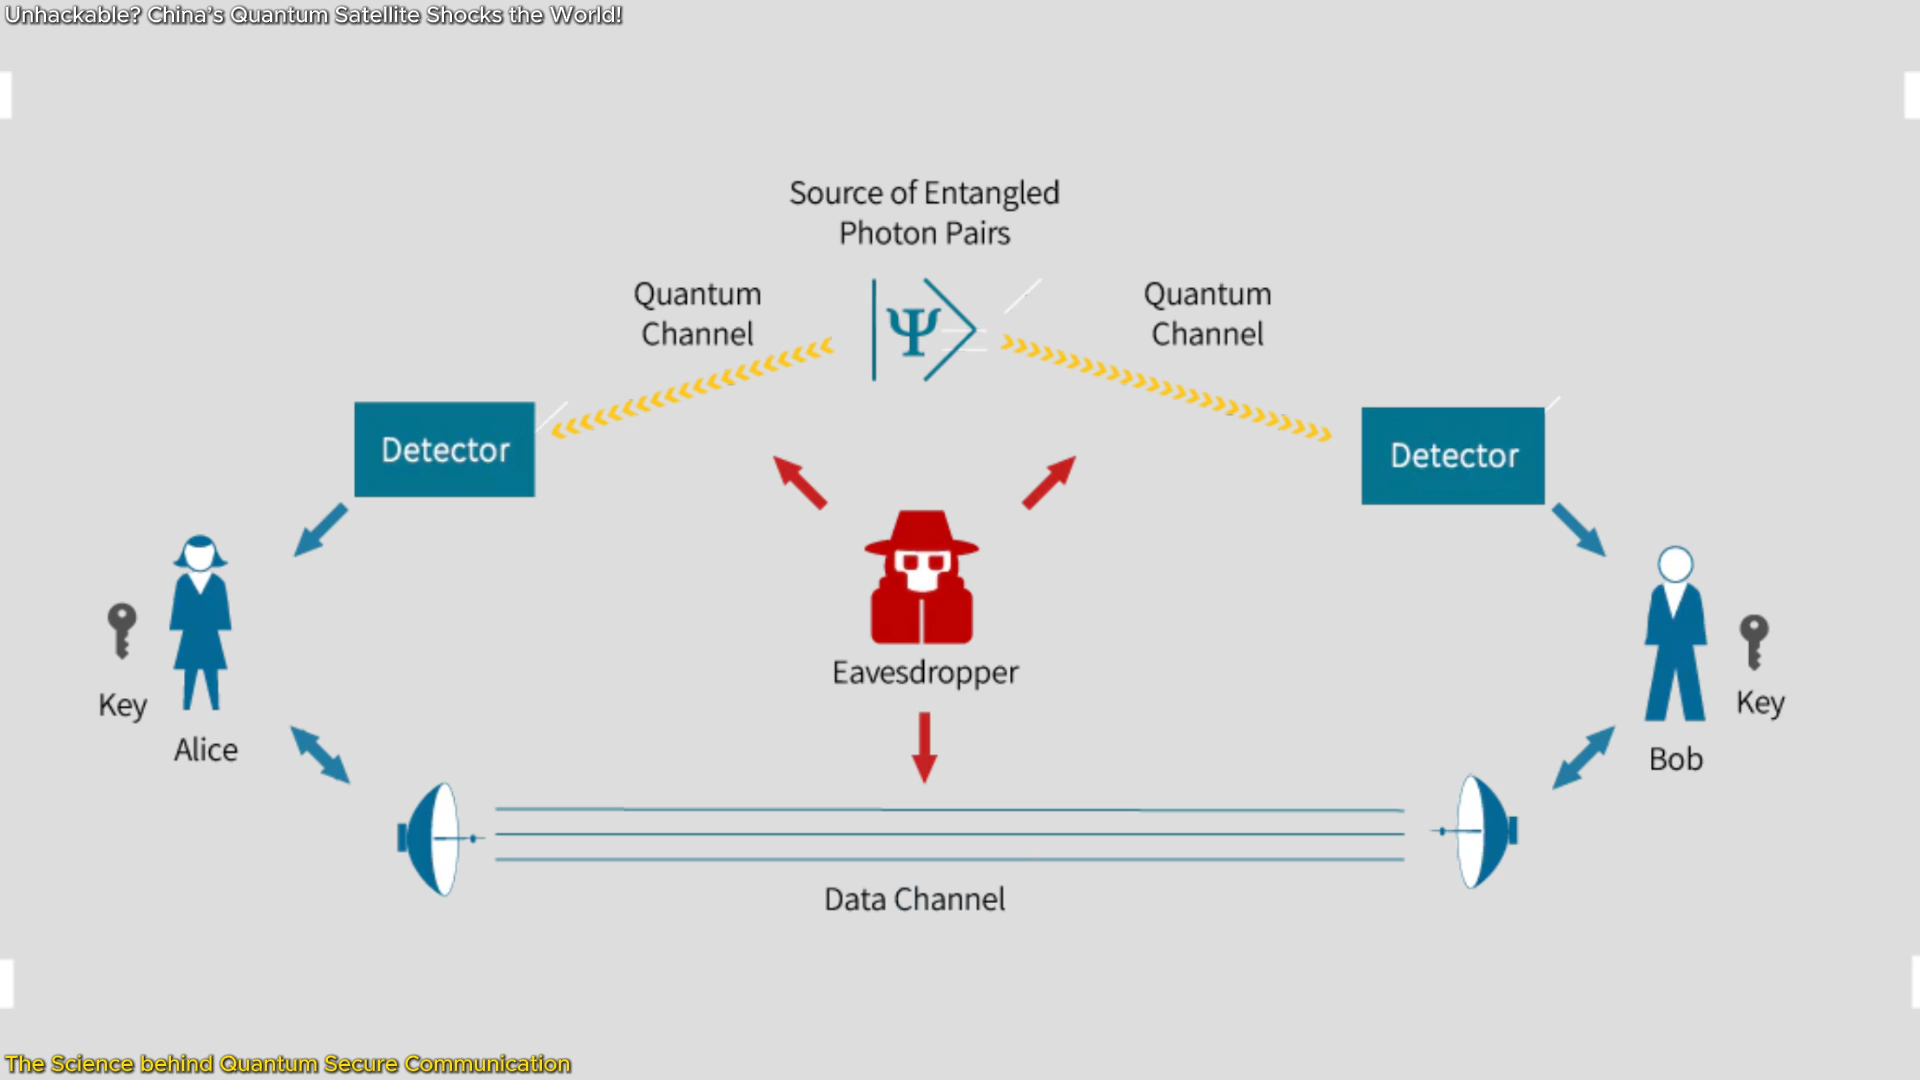 Unhackable? China's Quantum Satellite Shocks the World!
Source of Entangled
Photon Pairs
Quantum
Channel
Ψ
Quantum
Channel
Detector
Detector
Key
Alice
Eavesdropper
Key
Bob
Data Channel
The Science behind Quantum Secure Communication